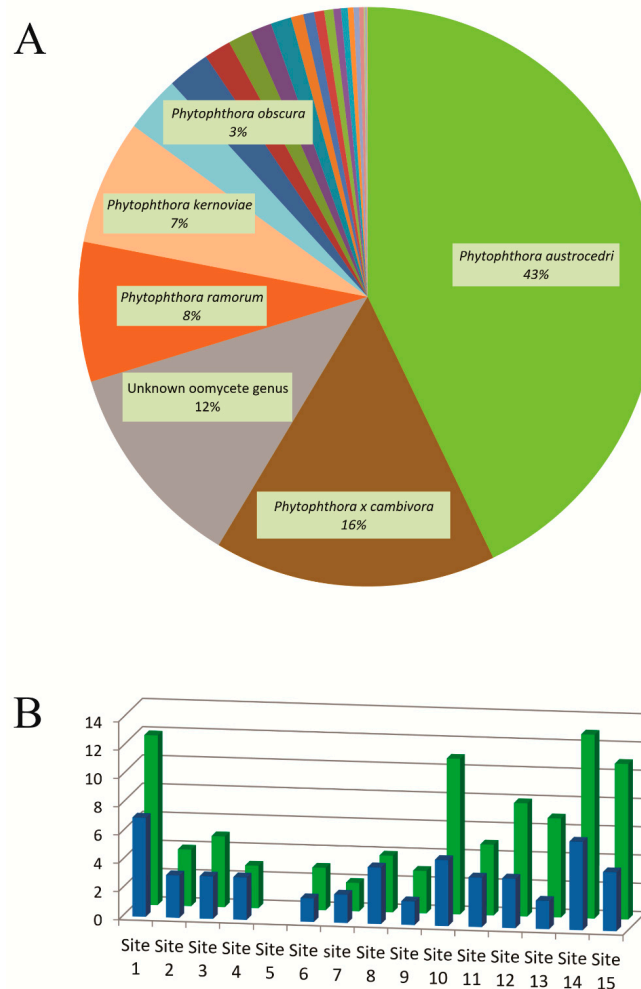 A
Phytophthora obscura
3%
Phytophthora kernoviae
7%
Phytophthora austrocedri
43%
Phytophthora ramorum
8%
Unknown oomycete genus
12%
Phytophthora x cambivora
16%
B
14
12
10
8
6
4
2
0
Site Site Site Site Site Site Site Site Site Site Site Site Site Site Site
1 2 3 4 5 6 7 8 9 10 11 12 13 14 15